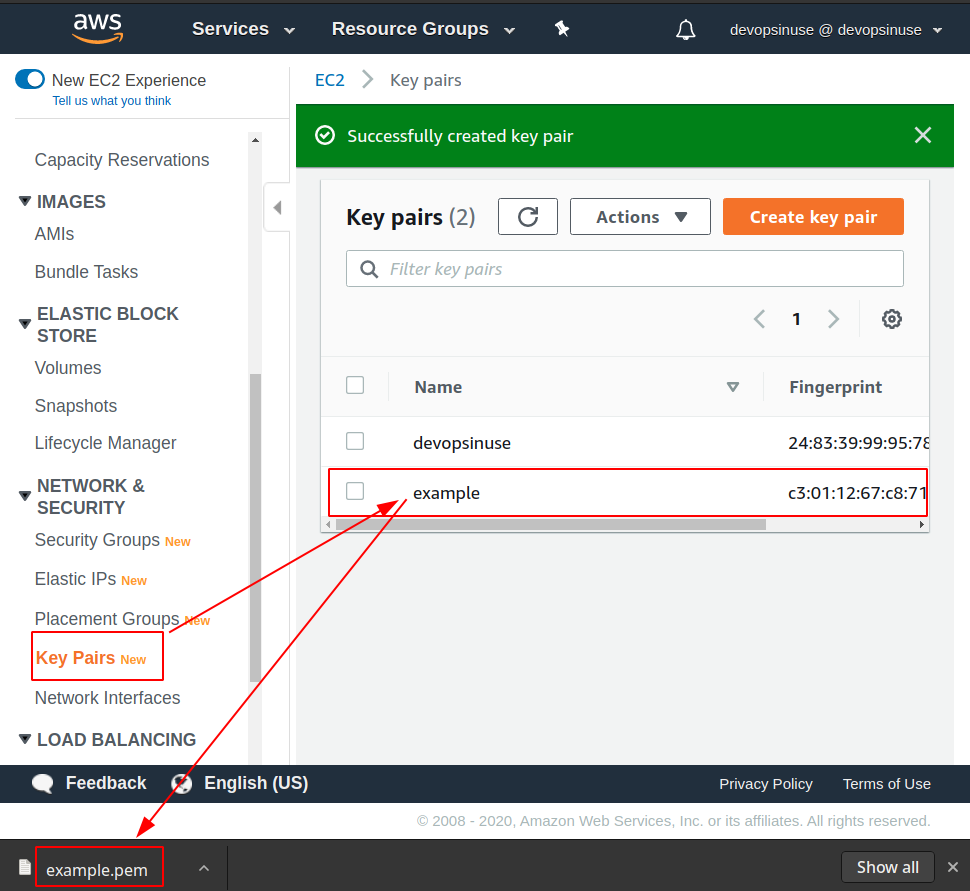 aws
Services
Resource Groups
devopsinuse @ devopsinuse
New EC2 Experience
Tell us what you think
Capacity Reservations
IMAGES
AMIs
Bundle Tasks
ELASTIC BLOCK
STORE
Volumes
Snapshots
Lifecycle Manager
NETWORK &
SECURITY
Security Groups New
Elastic IPs New
Placement Groups New
Key Pairs New
Network Interfaces
LOAD BALANCING
EC2
Key pairs
Successfully created key pair
Key pairs (2)
Actions
Create key pair
Filter key pairs
1
Name
Fingerprint
devopsinuse
24:83:39:99:95:78
example
c3:01:12:67:c8:71
Feedback
English (US)
Privacy Policy
Terms of Use
© 2008 - 2020, Amazon Web Services, Inc. or its affiliates. All rights reserved.
example.pem
Show all